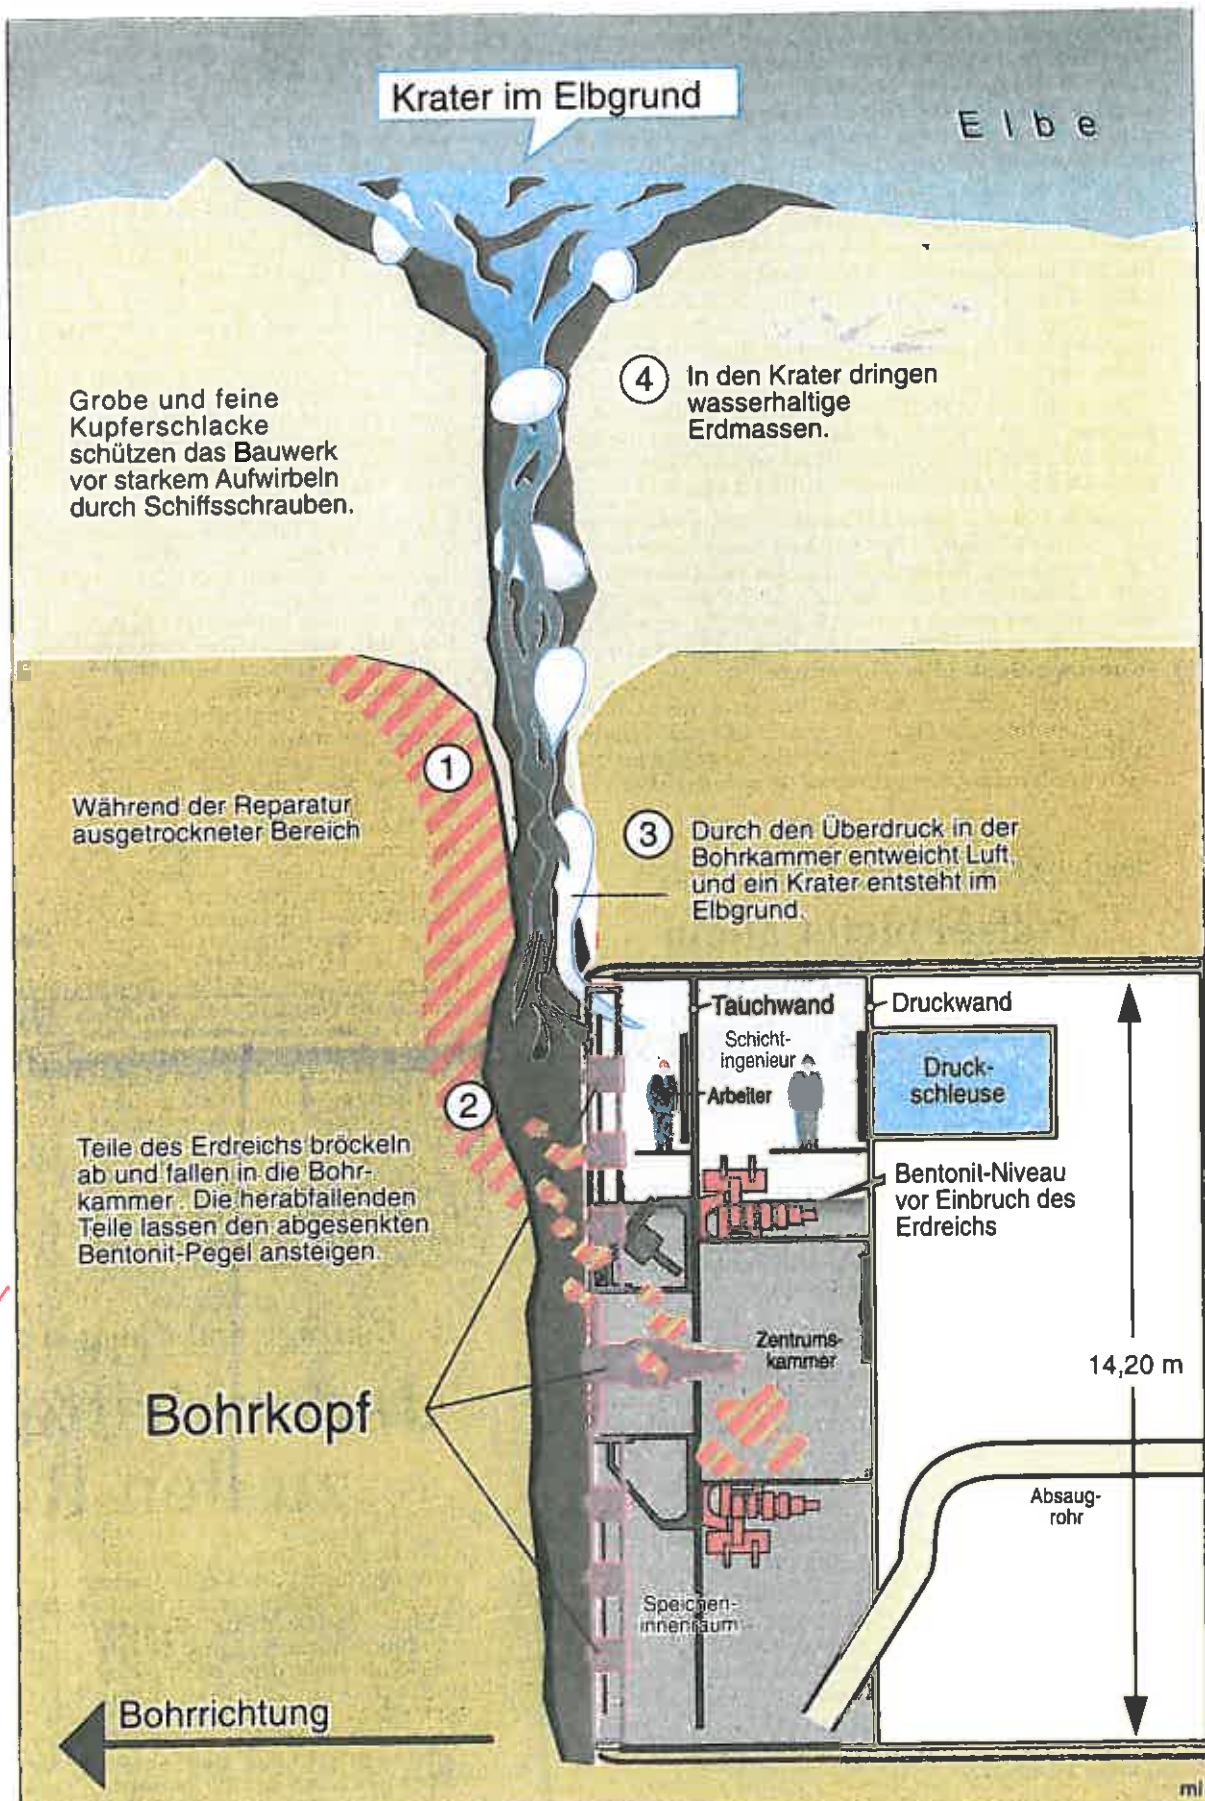 Krater im Elbgrund
Elbe
Grobe und feine
Kupferschlacke
schützen das Bauwerk
vor starkem Aufwirbeln
durch Schiffsschrauben.
4
In den Krater dringen
wasserhaltige
Erdmassen.
1
Während der Reparatur
ausgetrockneter Bereich
3
Durch den Überdruck in der
Bohrkammer entweicht Luft,
und ein Krater entsteht im
Elbgrund.
2
Teile des Erdreichs bröckeln
ab und fallen in die Bohr-
kammer. Die herabfallenden
Teile lassen den abgesenkten
Bentonit-Pegel ansteigen.
Tauchwand
Druckwand
Schicht-
ingenieur
Arbeiter
Druck-
schleuse
Bentonil-Niveau
vor Einbruch des
Erdreichs
Zentrums-
kammer
14,20 m
Bohrkopf
Absaug-
rohr
Speichen-
innenraum
Bohrrichtung
mi